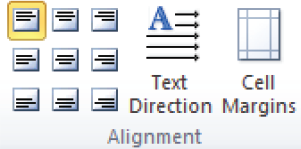 Text Direction
Cell Margins
Alignment